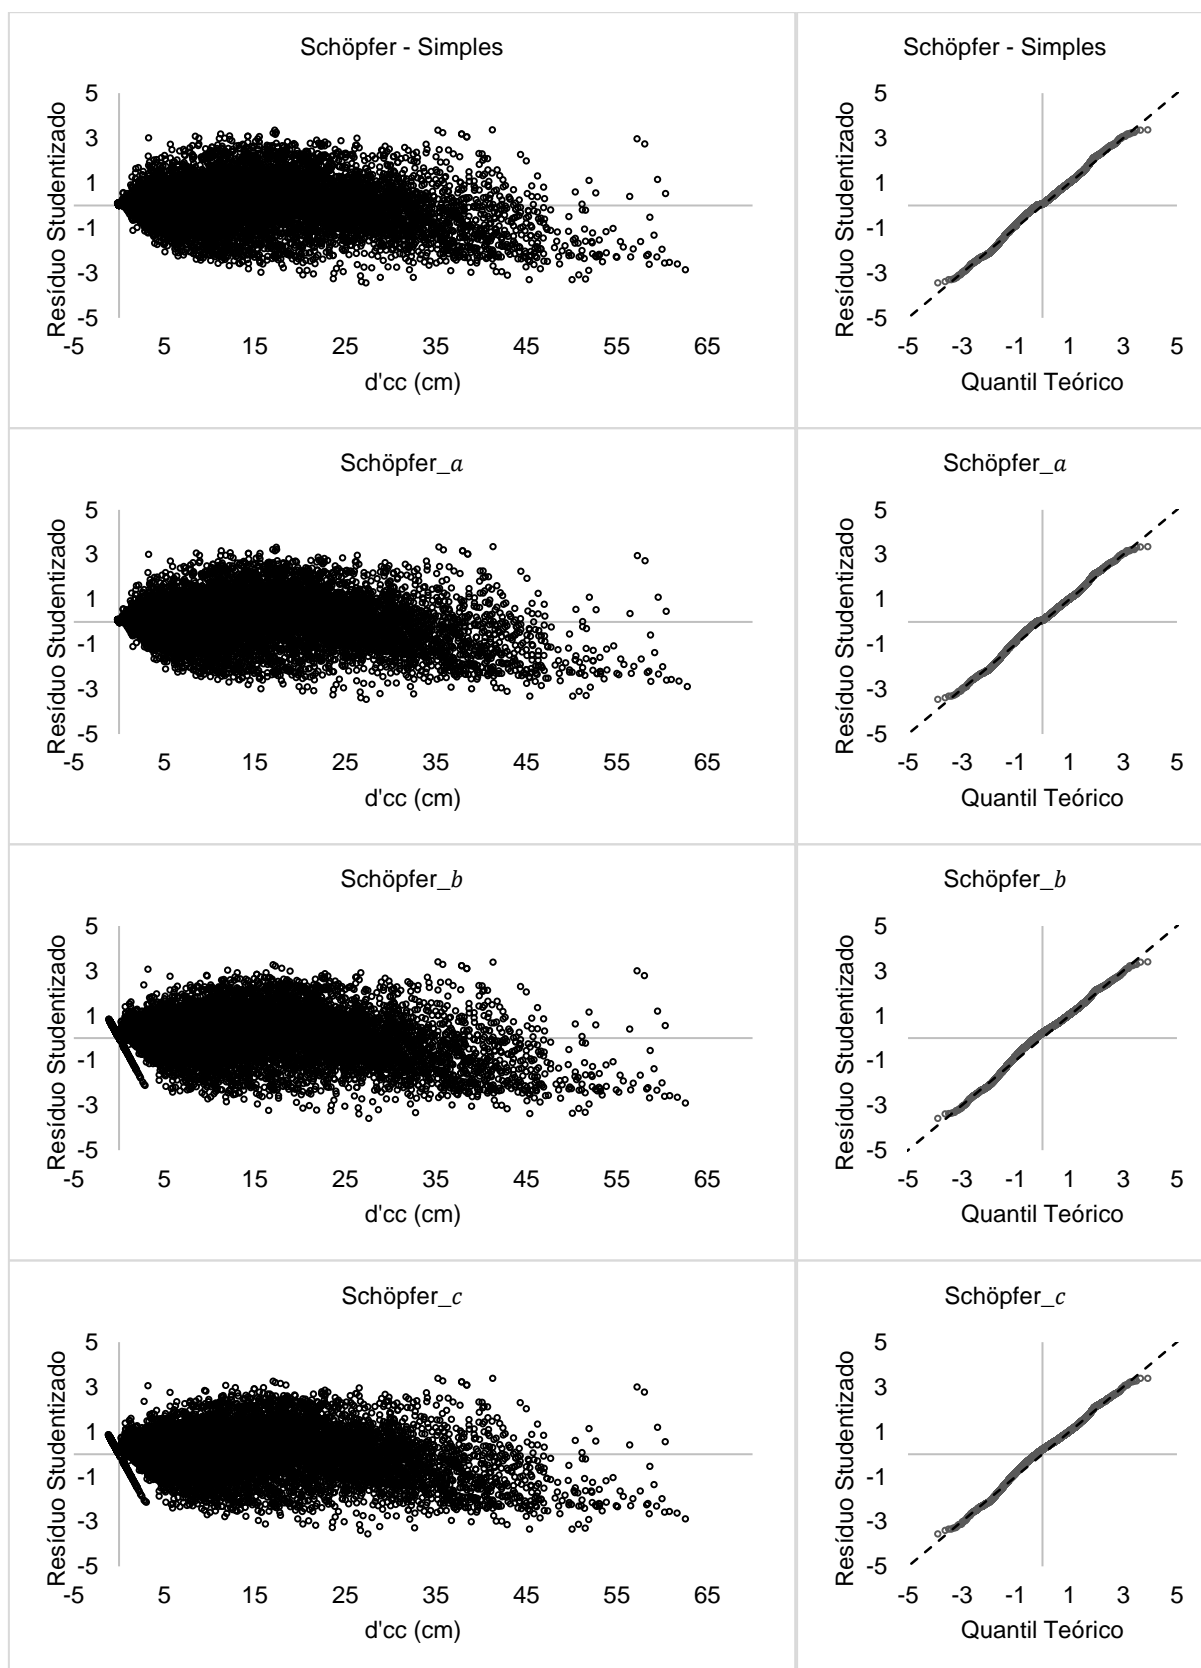 Schöpfer - Simples
Resíduo Studentizado
5
3
1
-1
-3
-5
-5 5 15 25 35 45 55 65
d'cc (cm)
Schöpfer - Simples
Resíduo Studentizado
5
3
1
-1
-3
-5
-5 -3 -1 1 3 5
Quantil Teórico
Schöpfer_a
Resíduo Studentizado
5
3
1
-1
-3
-5
-5 5 15 25 35 45 55 65
d'cc (cm)
Schöpfer_a
Resíduo Studentizado
5
3
1
-1
-3
-5
-5 -3 -1 1 3 5
Quantil Teórico
Schöpfer_b
Resíduo Studentizado
5
3
1
-1
-3
-5
-5 5 15 25 35 45 55 65
d'cc (cm)
Schöpfer_b
Resíduo Studentizado
5
3
1
-1
-3
-5
-5 -3 -1 1 3 5
Quantil Teórico
Schöpfer_c
Resíduo Studentizado
5
3
1
-1
-3
-5
-5 5 15 25 35 45 55 65
d'cc (cm)
Schöpfer_c
Resíduo Studentizado
5
3
1
-1
-3
-5
-5 -3 -1 1 3 5
Quantil Teórico